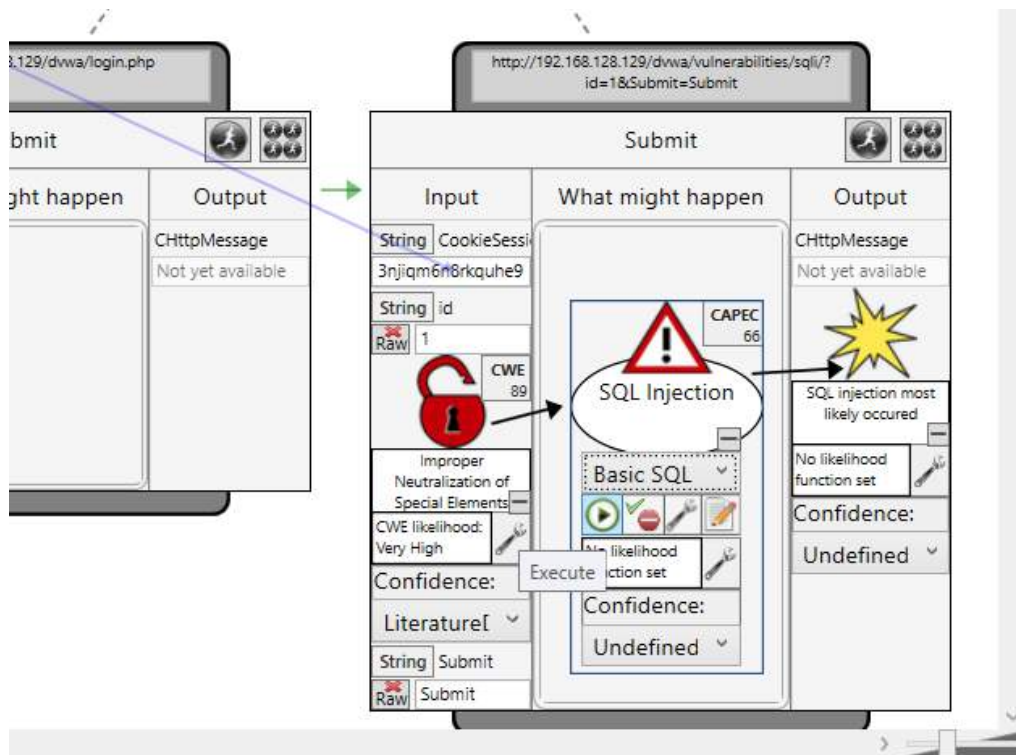 3.129/dvwa/login.php
bmit
ght happen
Output
CHttpMessage
Not yet available
http://192.168.128.129/dvwa/vulnerabilities/sqli/?
id=1&Submit=Submit
Submit
Input
What might happen
Output
String CookieSessi
3njiqm6n8rkquhe9
String id
Raw 1
CWE
89
Improper
Neutralization of
Special Elements
CWE likelihood:
Very High
Confidence:
Literature[
String Submit
Raw Submit
CAPEC
66
SQL Injection
Basic SQL
No likelihood
function set
Execute
Confidence:
Undefined
CHttpMessage
Not yet available
SQL injection most
likely occured
No likelihood
function set
Confidence:
Undefined